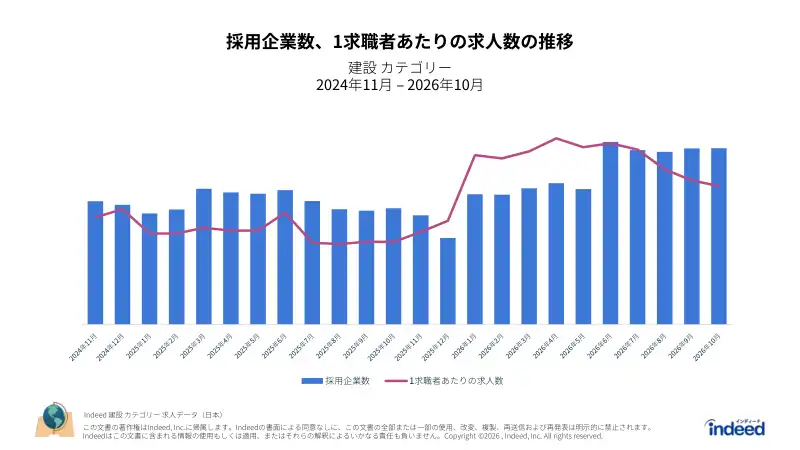 採用企業数、1求職者あたりの求人数の推移
建設 カテゴリー
2024年11月 – 2026年10月
2024年11月
2024年12月
2025年1月
2025年2月
2025年3月
2025年4月
2025年5月
2025年6月
2025年7月
2025年8月
2025年9月
2025年10月
2025年11月
2025年12月
2026年1月
2026年2月
2026年3月
2026年4月
2026年5月
2026年6月
2026年7月
2026年8月
2026年9月
2026年10月
採用企業数
1求職者あたりの求人数
Indeed 建設 カテゴリー 求人データ（日本）
この文書の著作権はIndeed, Inc.に帰属します。Indeedの書面による同意なしに、この文書の全部または一部の使用、改変、複製、再送信および再発表は明示的に禁止されます。
Indeedはこの文書に含まれる情報の使用もしくは適用、またはそれらの解釈によるいかなる責任も負いません。Copyright ©2026 , Indeed, Inc. All rights reserved.
インディード
indeed